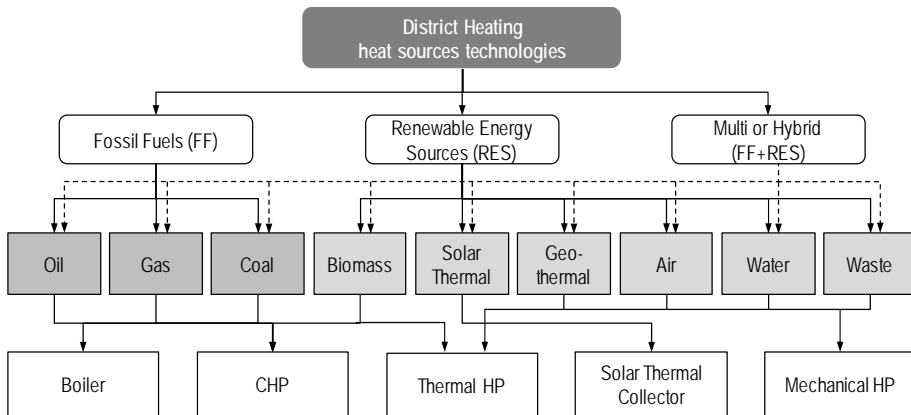 District Heating
heat sources technologies
Fossil Fuels (FF)
Renewable Energy
Sources (RES)
Multi or Hybrid
(FF+RES)
Oil
Gas
Coal
Biomass
Solar
Thermal
Geo-
thermal
Air
Water
Waste
Boiler
CHP
Thermal HP
Solar Thermal
Collector
Mechanical HP